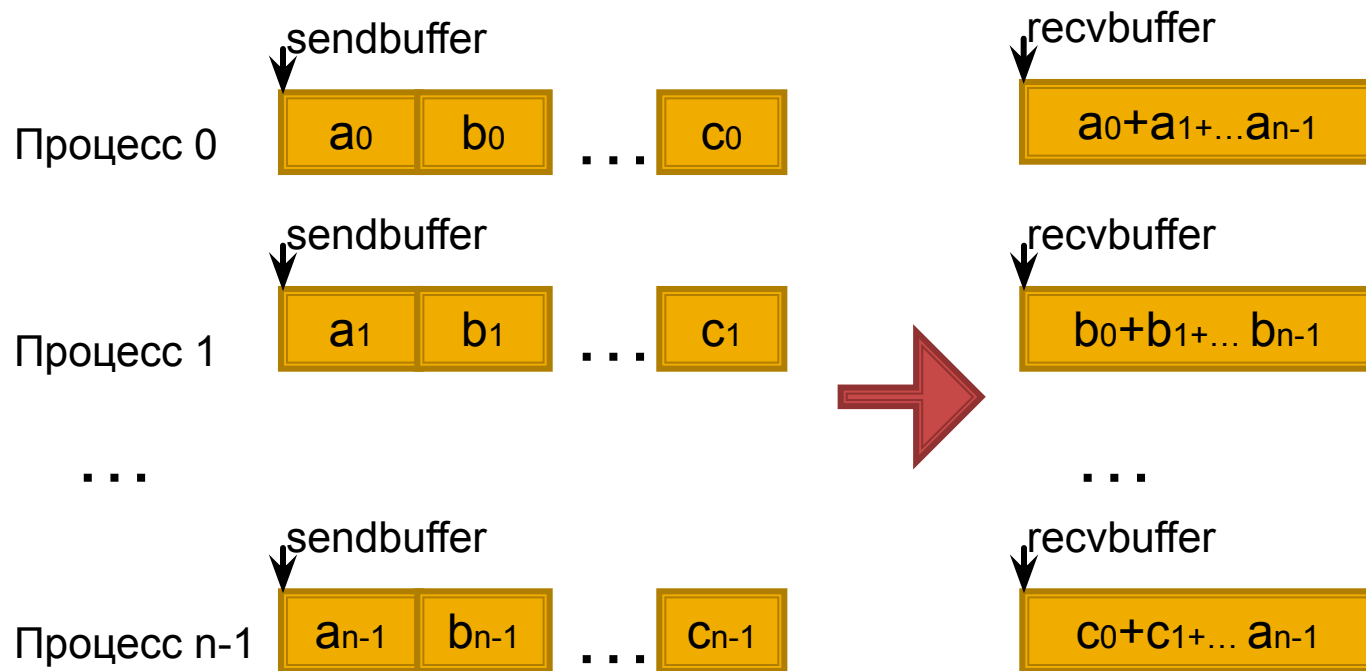 sendbuffer recvbuffer
Процесс 0 a0 b0 ... c0 a0+a1+...an-1
sendbuffer recvbuffer
Процесс 1 a1 b1 ... c1 b0+b1+... bn-1
... ...
sendbuffer recvbuffer
Процесс n-1 an-1 bn-1 ... cn-1 c0+c1+... an-1